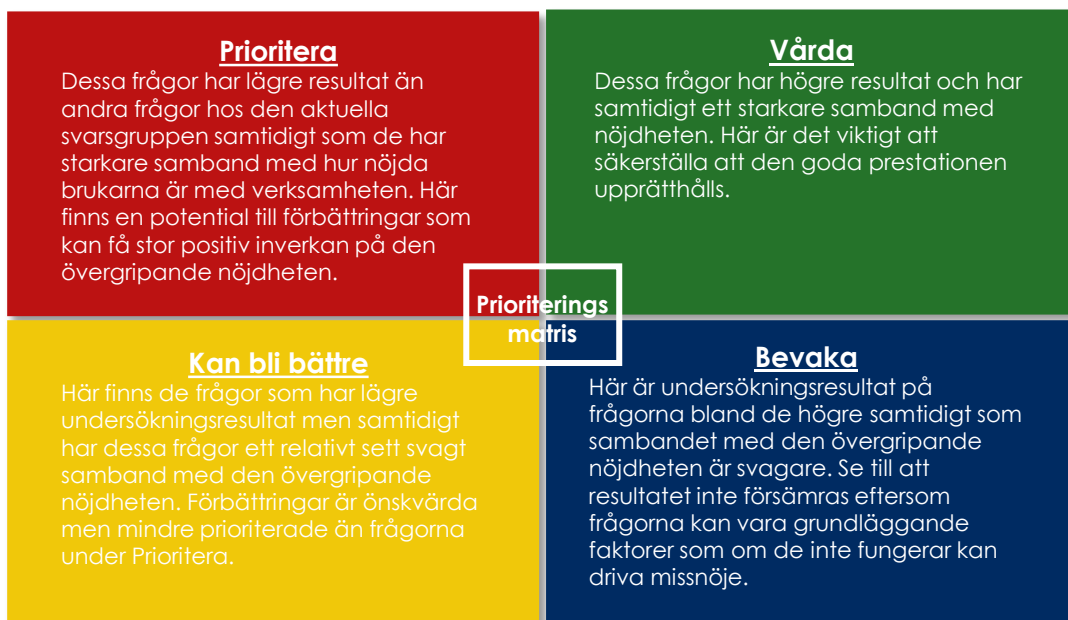 Prioritera
Dessa frågor har lägre resultat än
andra frågor hos den aktuella
svarsgruppen samtidigt som de har
starkare samband med hur nöjda
brukarna är med verksamheten. Här
finns en potential till förbättringar som
kan få stor positiv inverkan på den
övergripande nöjdheten.
Vårda
Dessa frågor har högre resultat och har
samtidigt ett starkare samband med
nöjdheten. Här är det viktigt att
säkerställa att den goda prestationen
upprätthålls.
Prioriterings
matris
Kan bli bättre
Här finns de frågor som har lägre
undersökningsresultat men samtidigt
har dessa frågor ett relativt sett svagt
samband med den övergripande
nöjdheten. Förbättringar är önskvärda
men mindre prioriterade än frågorna
under Prioritera.
Bevaka
Här är undersökningsresultat på
frågorna bland de högre samtidigt som
sambandet med den övergripande
nöjdheten är svagare. Se till att
resultatet inte försämras eftersom
frågorna kan vara grundläggande
faktorer som om de inte fungerar kan
driva missnöje.